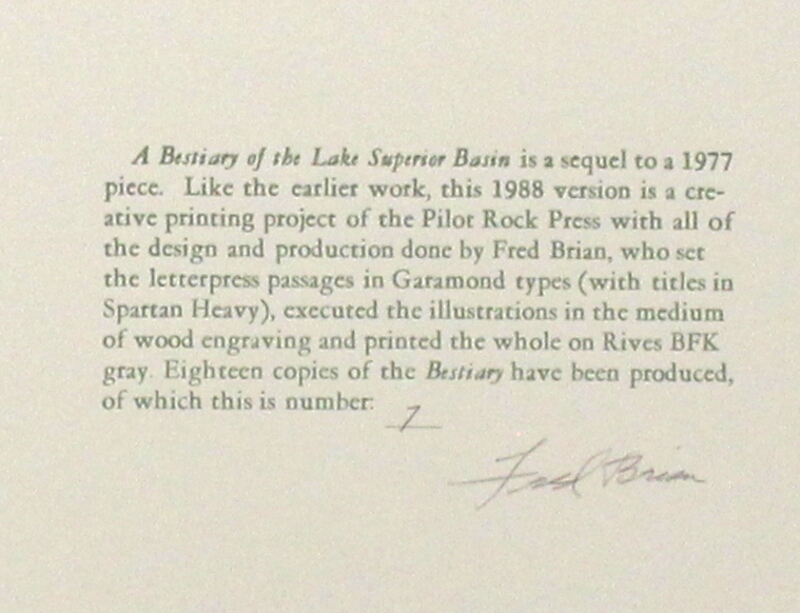 A Bestiary of the Lake Superior Basin is a sequel to a 1977
piece. Like the earlier work, this 1988 version is a cre-
ative printing project of the Pilot Rock Press with all of
the design and production done by Fred Brian, who set
the letterpress passages in Garamond types (with titles in
Spartan Heavy), executed the illustrations in the medium
of wood engraving and printed the whole on Rives BFK
gray. Eighteen copies of the Bestiary have been produced,
of which this is number: 7
Fred Brian